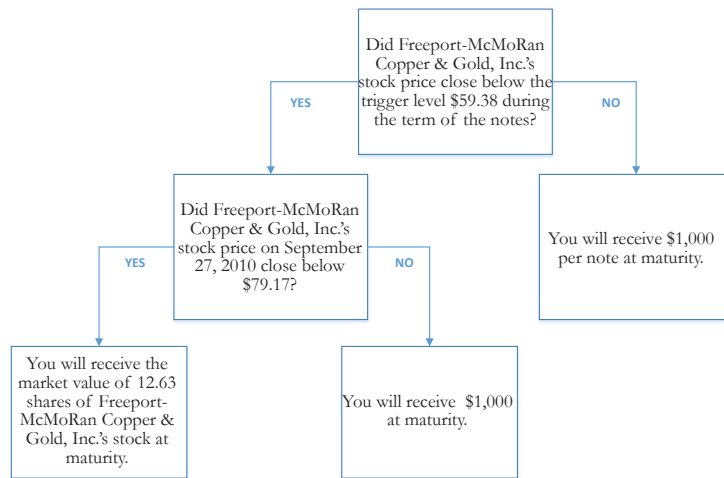 Did Freeport-McMoRan
Copper & Gold, Inc.'s
stock price close below the
trigger level $59.38 during
the term of the notes?
YES
NO
Did Freeport-McMoRan
Copper & Gold, Inc.'s
stock price on September
27, 2010 close below
$79.17?
You will receive $1,000
per note at maturity.
YES
NO
You will receive the
market value of 12.63
shares of Freeport-
McMoRan Copper &
Gold, Inc.'s stock at
maturity.
You will receive $1,000
at maturity.